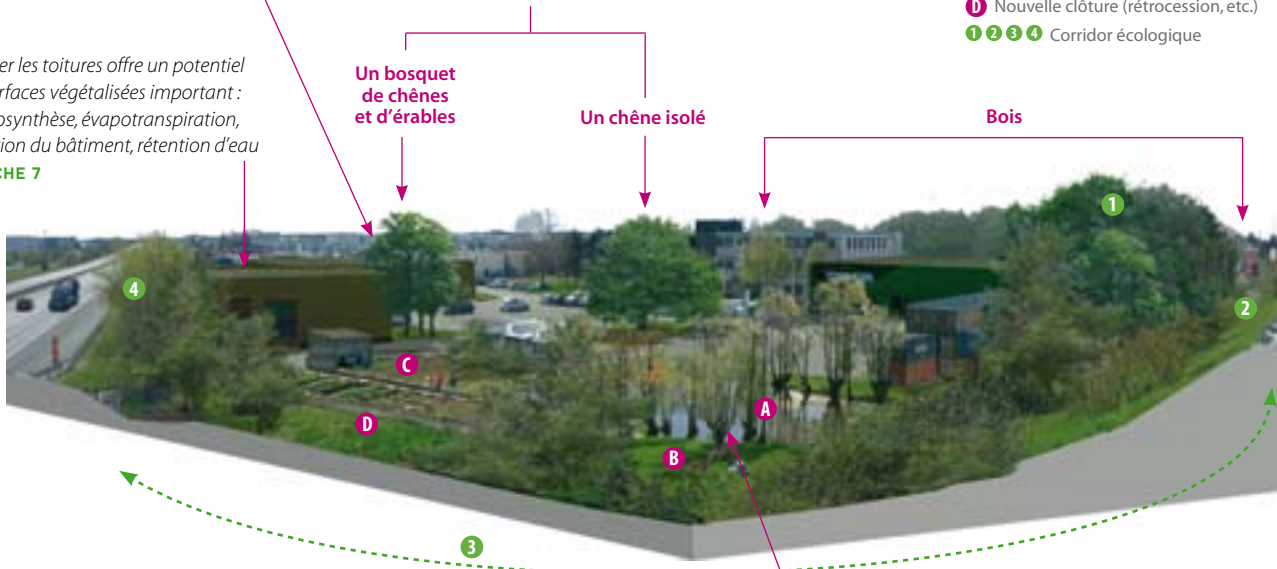 D Nouvelle clôture (rétrocession, etc.)
1 2 3 4 Corridor écologique
er les toitures offre un potentiel
rfaces végétalisées important :
osynthèse, évapotranspiration,
tion du bâtiment, rétention d'eau
CHE 7
Un bosquet
de chênes
et d'érables
Un chêne isolé
Bois
1
4
2
C
A
D
B
3